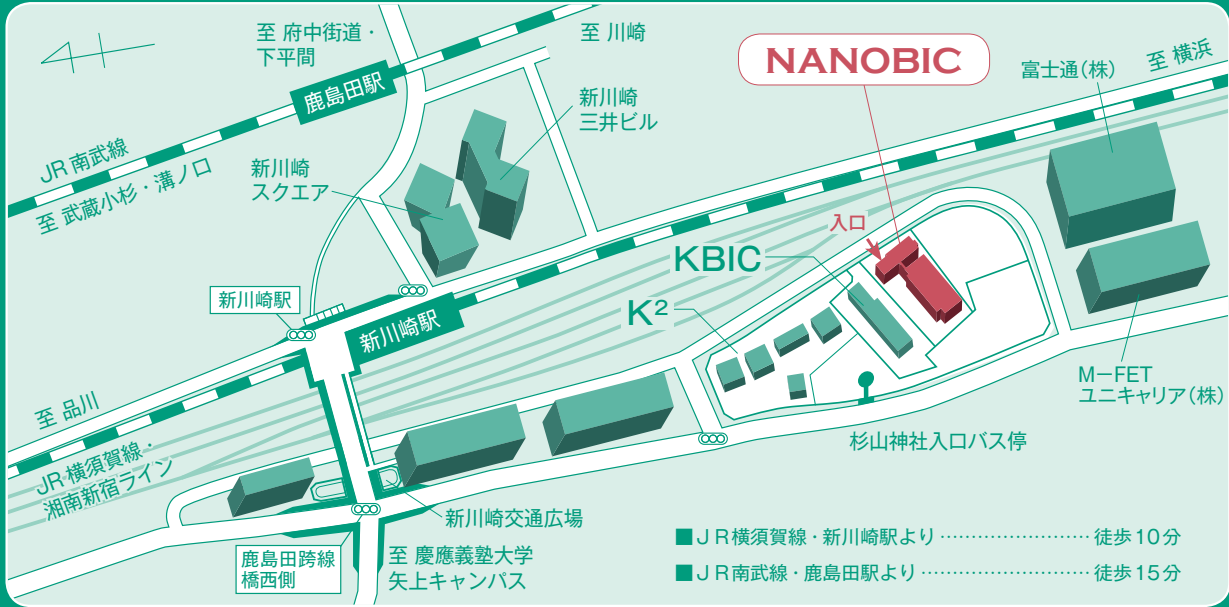 至 府中街道・
下平間
至 川崎
NANOBIC
富士通(株)
至 横浜
鹿島田駅
新川崎
三井ビル
JR 南武線
至 武蔵小杉・溝ノ口
新川崎
スクエア
入口
KBIC
K²
新川崎駅
新川崎駅
至 品川
JR 横須賀線・
湘南新宿ライン
M−FET
ユニキャリア(株)
杉山神社入口バス停
新川崎交通広場
鹿島田跨線
橋西側
至 慶應義塾大学
矢上キャンパス
■JR横須賀線・新川崎駅より ……………………… 徒歩10分
■JR南武線・鹿島田駅より ………………………… 徒歩15分